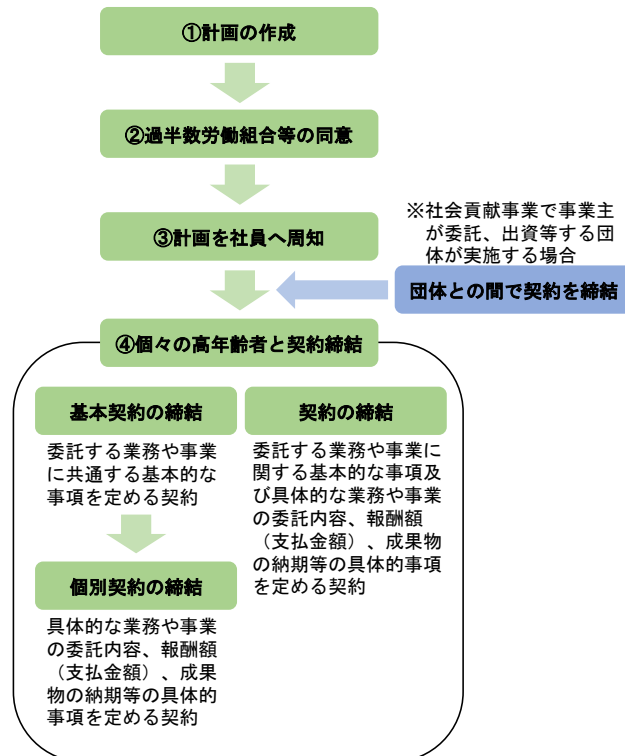 ①計画の作成
②過半数労働組合等の同意
③計画を社員へ周知
※社会貢献事業で事業主
が委託、出資等する団
体が実施する場合
団体との間で契約を締結
④個々の高年齢者と契約締結
基本契約の締結
委託する業務や事業
に共通する基本的な
事項を定める契約
個別契約の締結
具体的な業務や事業
の委託内容、報酬額
（支払金額）、成果
物の納期等の具体的
事項を定める契約
契約の締結
委託する業務や事業に
関する基本的な事項及
び具体的な業務や事業
の委託内容、報酬額
（支払金額）、成果物
の納期等の具体的事項
を定める契約